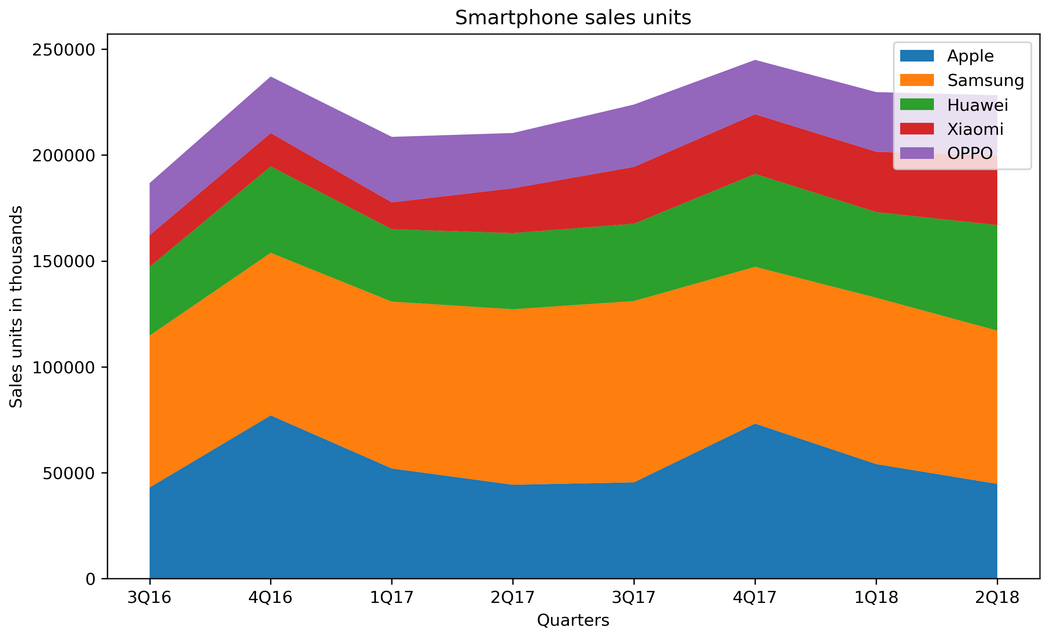 Smartphone sales units
Sales units in thousands
250000
200000
150000
100000
50000
0
Apple
Samsung
Huawei
Xiaomi
OPPO
3Q16 4Q16 1Q17 2Q17 3Q17 4Q17 1Q18 2Q18
Quarters